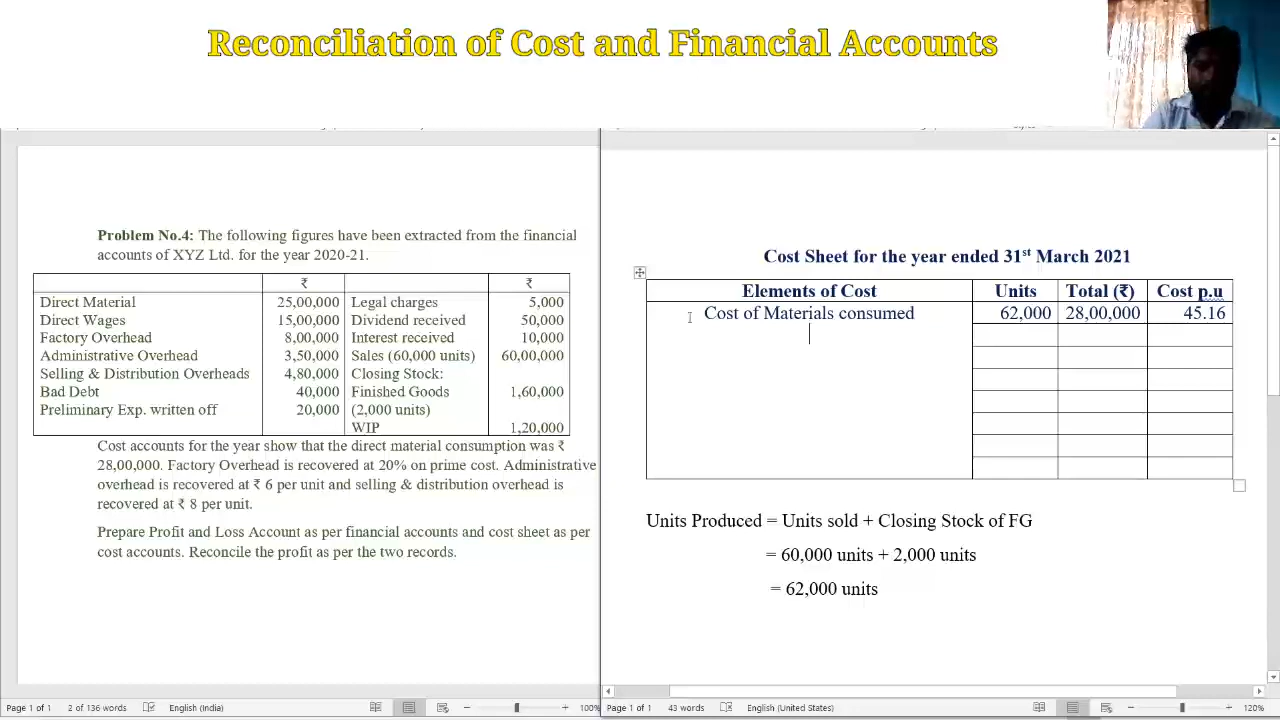 Reconciliation of Cost and Financial Accounts
Problem No.4: The following figures have been extracted from the financial
accounts of XYZ Ltd. for the year 2020-21.
₹ ₹
Direct Material 25,00,000 Legal charges 5,000
Direct Wages 15,00,000 Dividend received 50,000
Factory Overhead 8,00,000 Interest received 10,000
Administrative Overhead 3,50,000 Sales (60,000 units) 60,00,000
Selling & Distribution Overheads 4,80,000 Closing Stock:
Bad Debt 40,000 Finished Goods 1,60,000
Preliminary Exp. written off 20,000 (2,000 units)
WIP 1,20,000
Cost accounts for the year show that the direct material consumption was ₹
28,00,000. Factory Overhead is recovered at 20% on prime cost. Administrative
overhead is recovered at ₹ 6 per unit and selling & distribution overhead is
recovered at ₹ 8 per unit.
Prepare Profit and Loss Account as per financial accounts and cost sheet as per
cost accounts. Reconcile the profit as per the two records.
Page 1 of 1 2 of 136 words English (India) 100%
Cost Sheet for the year ended 31st March 2021
Elements of Cost Units Total (₹) Cost p.u
Cost of Materials consumed 62,000 28,00,000 45.16
Units Produced = Units sold + Closing Stock of FG
= 60,000 units + 2,000 units
= 62,000 units
Page 1 of 1 43 words English (United States) 120%